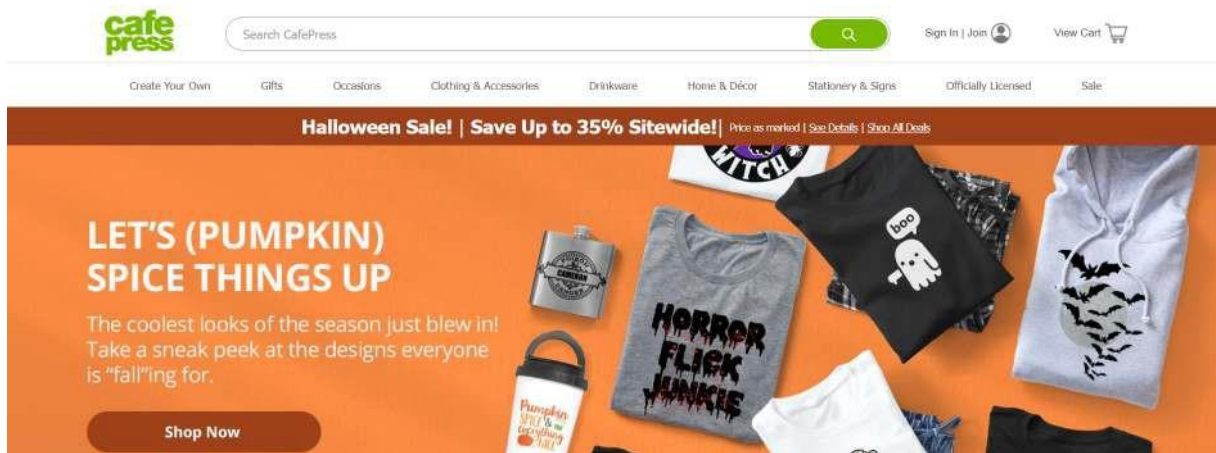 cafe
press
Search CafePress
Sign In | Join
View Cart
Create Your Own
Gifts
Occasions
Clothing & Accessories
Drinkware
Home & Décor
Stationery & Signs
Officially Licensed
Sale
Halloween Sale! | Save Up to 35% Sitewide!| Price as marked | See Details | Shop All Deals
LET'S (PUMPKIN)
SPICE THINGS UP
The coolest looks of the season just blew in!
Take a sneak peek at the designs everyone
is "fall"ing for.
Shop Now
WITCH
boo
CAMERON
HORROR
FLICK
JUNKIE
Pumpkin
SPICE &
Everything